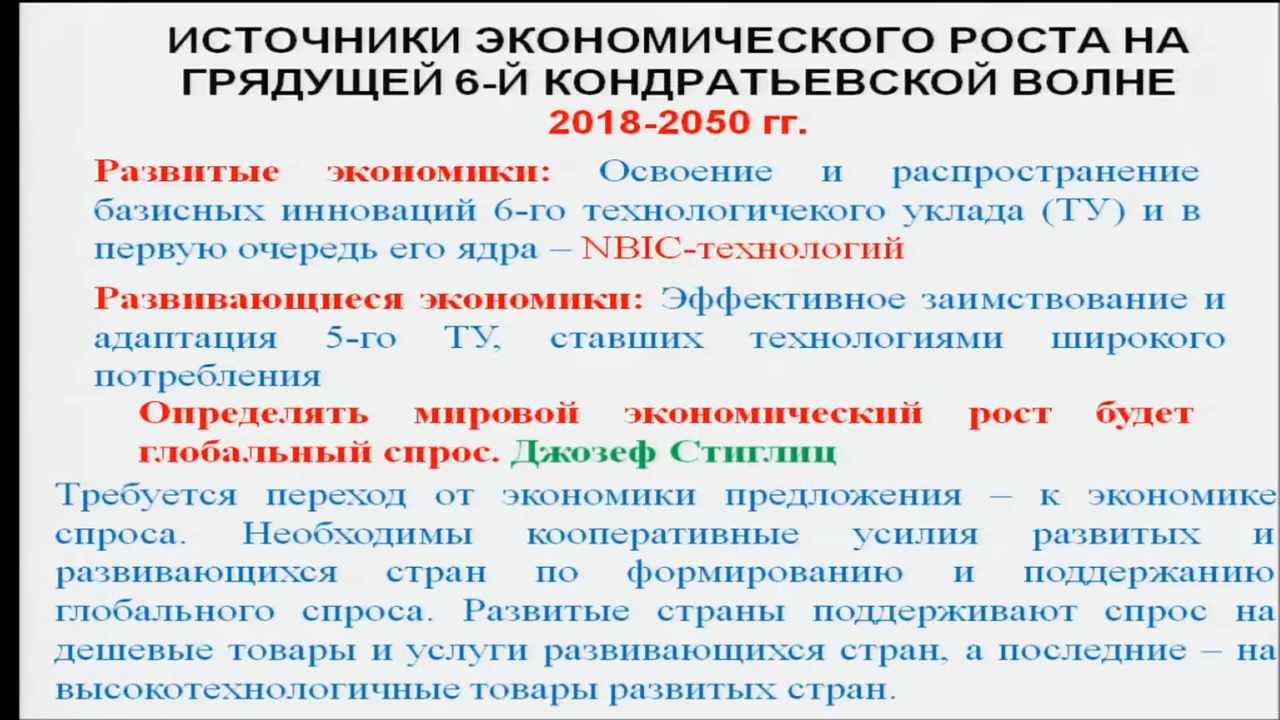 ИСТОЧНИКИ ЭКОНОМИЧЕСКОГО РОСТА НА
ГРЯДУЩЕЙ 6-Й КОНДРАТЬЕВСКОЙ ВОЛНЕ
2018-2050 гг.
Развитые экономики: Освоение и распространение
базисных инноваций 6-го технологичекого уклада (ТУ) и в
первую очередь его ядра – NBIC-технологий
Развивающиеся экономики: Эффективное заимствование и
адаптация 5-го ТУ, ставших технологиями широкого
потребления
Определять мировой экономический рост будет
глобальный спрос. Джозеф Стиглиц
Требуется переход от экономики предложения – к экономике
спроса. Необходимы кооперативные усилия развитых и
развивающихся стран по формированию и поддержанию
глобального спроса. Развитые страны поддерживают спрос на
дешевые товары и услуги развивающихся стран, а последние – на
высокотехнологичные товары развитых стран.